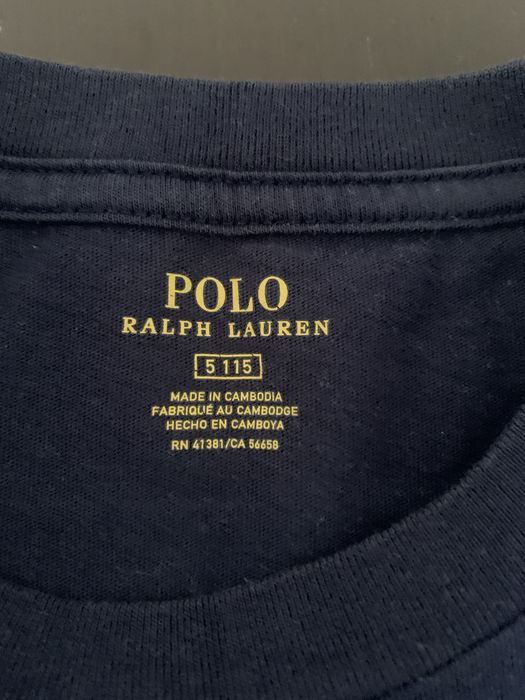 POLO
RALPH LAUREN
5 115
MADE IN CAMBODIA
FABRIQUÉ AU CAMBODGE
HECHO EN CAMBOYA
RN 41381/CA 56658